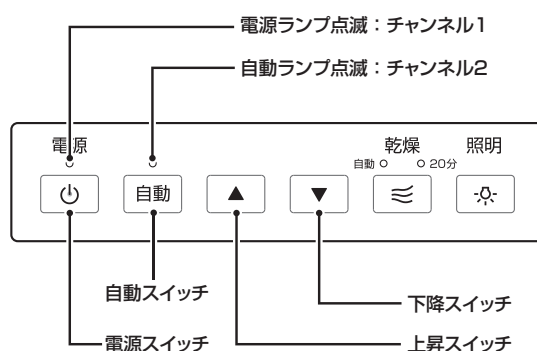 電源ランプ点滅：チャンネル1
自動ランプ点滅：チャンネル2
電源 乾燥 照明
自動 20分
自動
自動スイッチ
下降スイッチ
電源スイッチ
上昇スイッチ